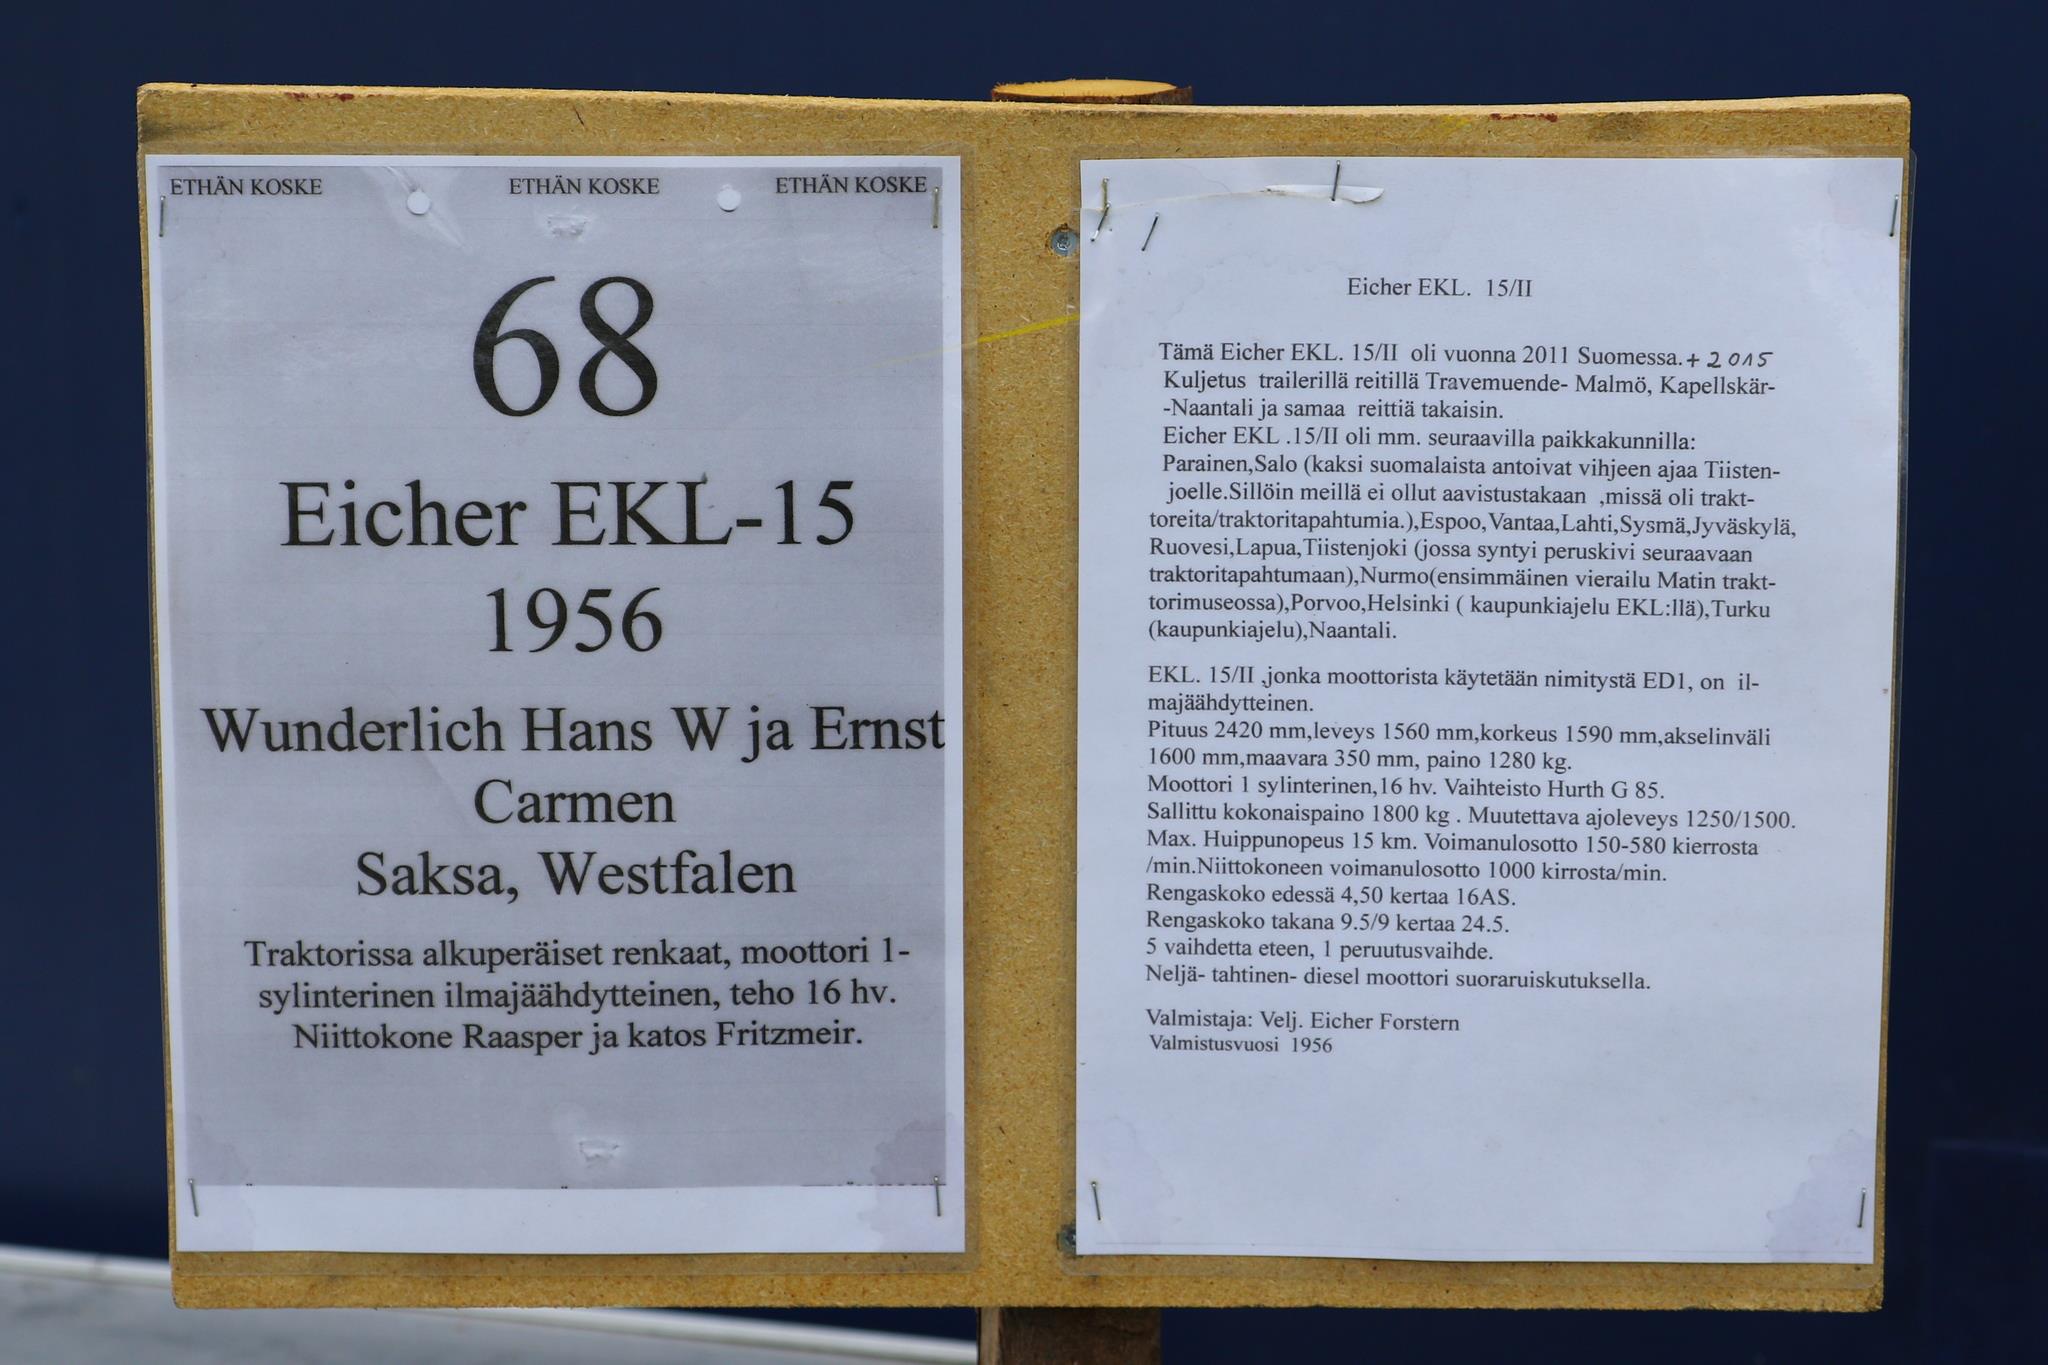 ETHÄN KOSKE ETHÄN KOSKE ETHÄN KOSKE
68
Eicher EKL-15
1956
Wunderlich Hans W ja Ernst
Carmen
Saksa, Westfalen
Traktorissa alkuperäiset renkaat, moottori 1-
sylinterinen ilmajäähdytteinen, teho 16 hv.
Niittokone Raasper ja katos Fritzmeir.
Eicher EKL. 15/II
Tämä Eicher EKL. 15/II oli vuonna 2011 Suomessa.+ 2015
Kuljetus trailerillä reitillä Travemuende- Malmö, Kapellskär-
-Naantali ja samaa reittiä takaisin.
Eicher EKL .15/II oli mm. seuraavilla paikkakunnilla:
Parainen,Salo (kaksi suomalaista antoivat vihjeen ajaa Tiisten-
joelle.Sillöin meillä ei ollut aavistustakaan ,missä oli trakt-
toreita/traktoritapahtumia.),Espoo,Vantaa,Lahti,Sysmä,Jyväskylä,
Ruovesi,Lapua,Tiistenjoki (jossa syntyi peruskivi seuraavaan
traktoritapahtumaan),Nurmo(ensimmäinen vierailu Matin trakt-
torimuseossa),Porvoo,Helsinki ( kaupunkiajelu EKL:llä),Turku
(kaupunkiajelu),Naantali.
EKL. 15/II ,jonka moottorista käytetään nimitystä ED1, on il-
majäähdytteinen.
Pituus 2420 mm,leveys 1560 mm,korkeus 1590 mm,akselinväli
1600 mm,maavara 350 mm, paino 1280 kg.
Moottori 1 sylinterinen,16 hv. Vaihteisto Hurth G 85.
Sallittu kokonaispaino 1800 kg . Muutettava ajoleveys 1250/1500.
Max. Huippunopeus 15 km. Voimanulosotto 150-580 kierrosta
/min.Niittokoneen voimanulosotto 1000 kirrosta/min.
Rengaskoko edessä 4,50 kertaa 16AS.
Rengaskoko takana 9.5/9 kertaa 24.5.
5 vaihdetta eteen, 1 peruutusvaihde.
Neljä- tahtinen- diesel moottori suoraruiskutuksella.
Valmistaja: Velj. Eicher Forstern
Valmistusvuosi 1956